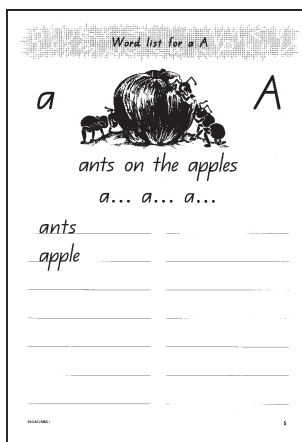 Word list for a A
a A
ants on the apples
a... a... a...
ants
apple
5